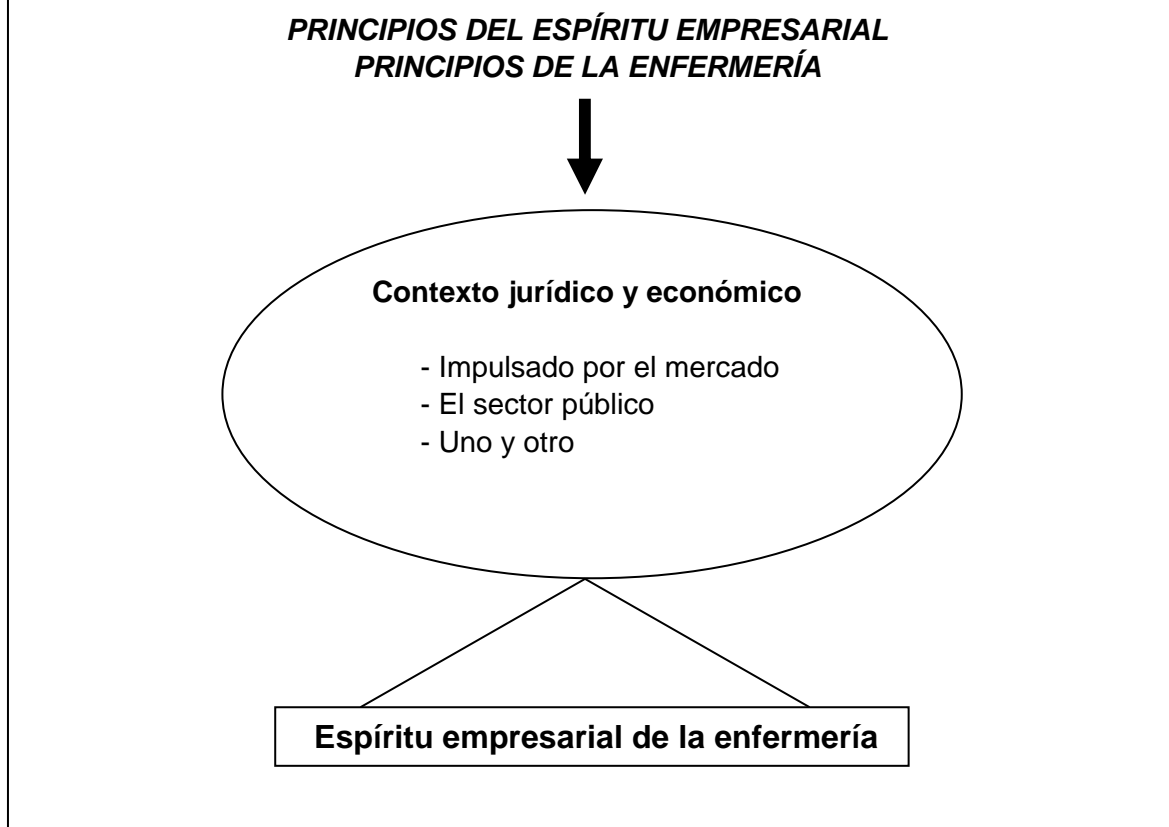 PRINCIPIOS DEL ESPÍRITU EMPRESARIAL
PRINCIPIOS DE LA ENFERMERÍA
Contexto jurídico y económico
- Impulsado por el mercado
- El sector público
- Uno y otro
Espíritu empresarial de la enfermería